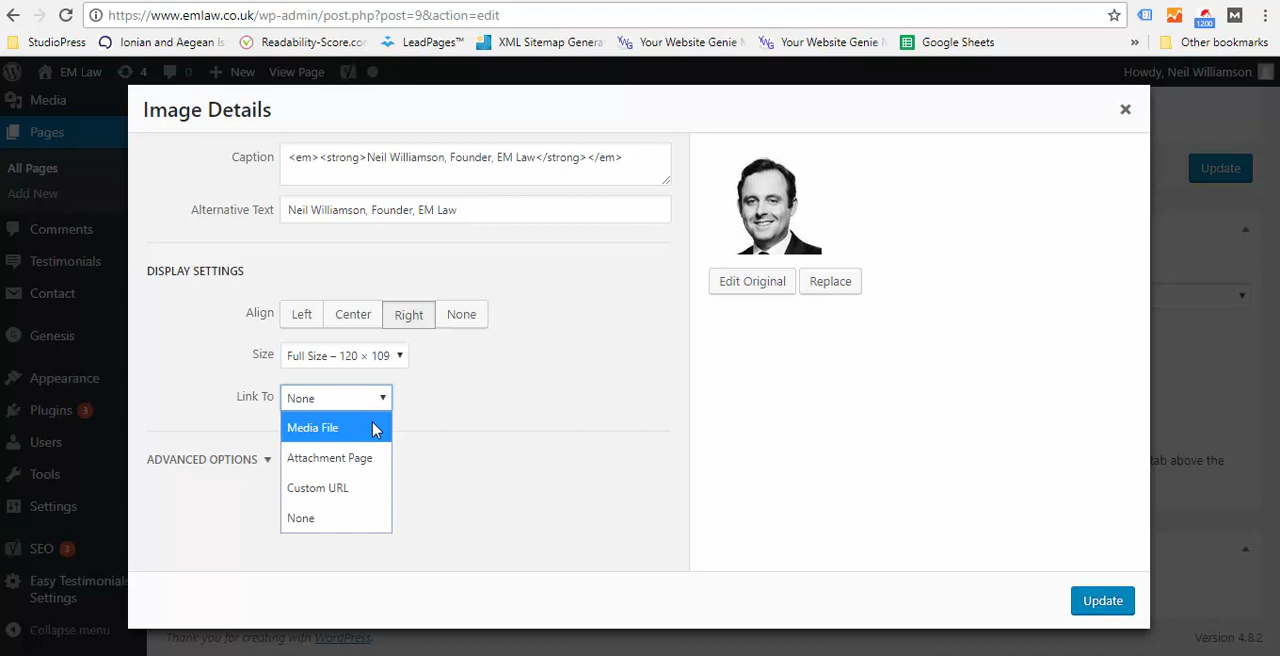 https://www.emlaw.co.uk/wp-admin/post.php?post=9&action=edit
1200
M
StudioPress
Ionian and Aegean Is
Readability-Score.co
LeadPages™
XML Sitemap Genera
Your Website Genie
Your Website Genie
Google Sheets
»
Other bookmarks
EM Law
4
0
New
View Page
Howdy, Neil Williamson
Media
Pages
All Pages
Add New
Comments
Testimonials
Contact
Genesis
Appearance
Plugins 3
Users
Tools
Settings
SEO 3
Easy Testimonials
Settings
Collapse menu
Image Details
Caption
<em><strong>Neil Williamson, Founder, EM Law</strong></em>
Alternative Text
Neil Williamson, Founder, EM Law
DISPLAY SETTINGS
Align
Left
Center
Right
None
Size
Full Size – 120 × 109
Link To
None
Media File
Attachment Page
Custom URL
None
ADVANCED OPTIONS
Edit Original
Replace
Update
Update
tab above the
Thank you for creating with WordPress.
Version 4.8.2